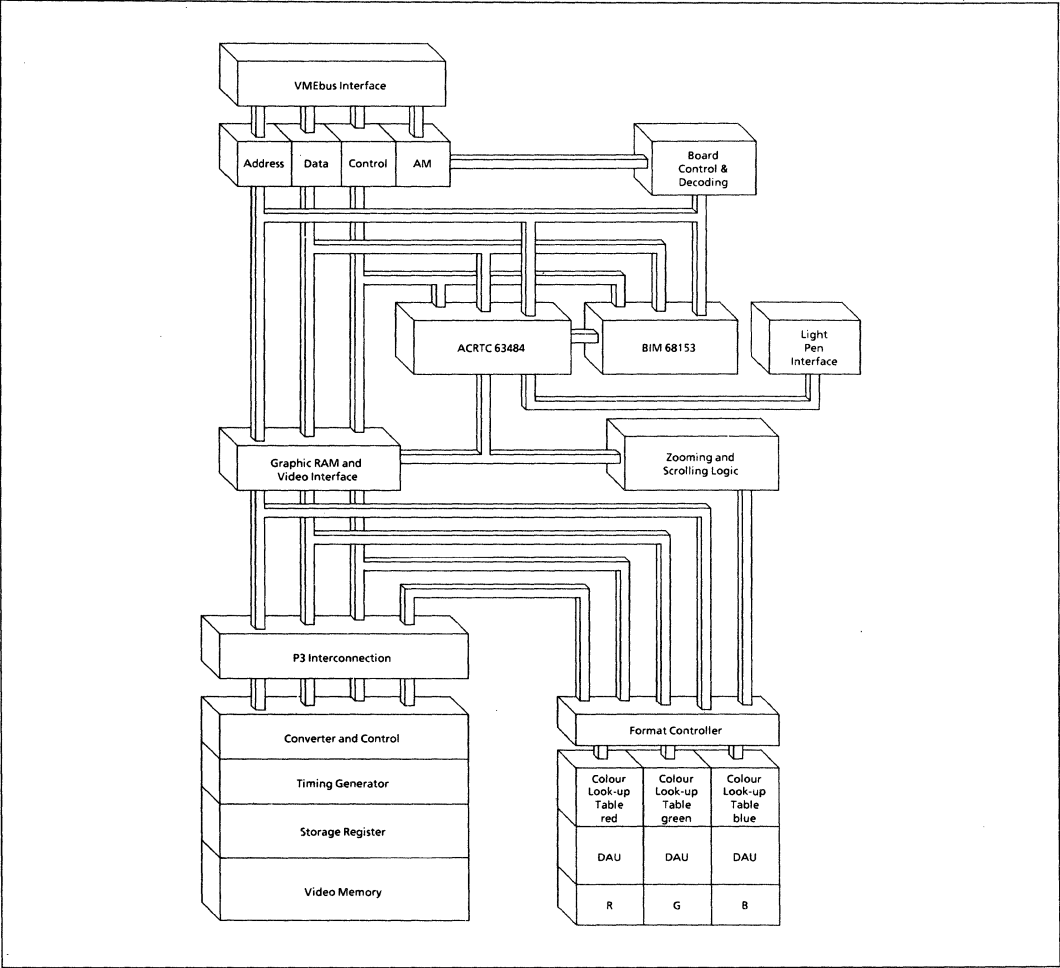 VMEbus Interface
Address
Data
Control
AM
Board
Control &
Decoding
ACRTC 63484
BIM 68153
Light
Pen
Interface
Graphic RAM and
Video Interface
Zooming and
Scrolling Logic
P3 Interconnection
Converter and Control
Timing Generator
Storage Register
Video Memory
Format Controller
Colour
Look-up
Table
red
Colour
Look-up
Table
green
Colour
Look-up
Table
blue
DAU
DAU
DAU
R
G
B